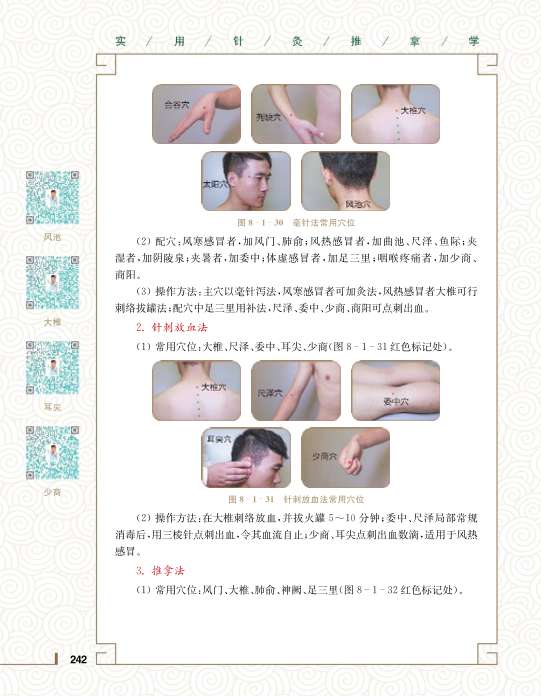 实 / 用 / 针 / 灸 / 推 / 拿 / 学
合谷穴
列缺穴
大椎穴
太阳穴
风池穴
图 8-1-30 毫针法常用穴位
(2) 配穴:风寒感冒者,加风门、肺俞;风热感冒者,加曲池、尺泽、鱼际;夹
湿者,加阴陵泉;夹暑者,加委中;体虚感冒者,加足三里;咽喉疼痛者,加少商、
商阳。
(3) 操作方法:主穴以毫针泻法,风寒感冒者可加灸法,风热感冒者大椎可行
刺络拔罐法;配穴中足三里用补法,尺泽、委中、少商、商阳可点刺出血。
2. 针刺放血法
(1) 常用穴位:大椎、尺泽、委中、耳尖、少商(图 8-1-31 红色标记处)。
大椎穴
尺泽穴
委中穴
耳尖穴
少商穴
图 8-1-31 针刺放血法常用穴位
(2) 操作方法:在大椎刺络放血,并拔火罐 5~10 分钟;委中、尺泽局部常规
消毒后,用三棱针点刺出血,令其血流自止;少商、耳尖点刺出血数滴,适用于风热
感冒。
3. 推拿法
(1) 常用穴位:风门、大椎、肺俞、神阙、足三里(图 8-1-32 红色标记处)。
风池
大椎
耳尖
少商
242